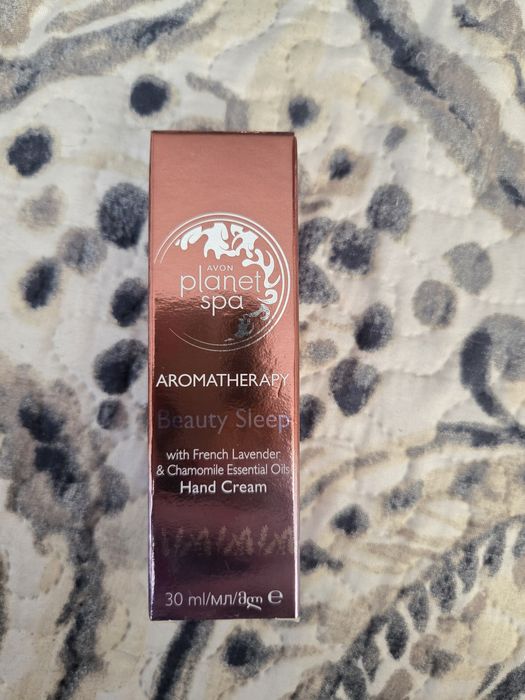 AVON
planet
spa
AROMATHERAPY
Beauty Sleep
with French Lavender
& Chamomile Essential Oils
Hand Cream
30 ml/мл/მლ ℮